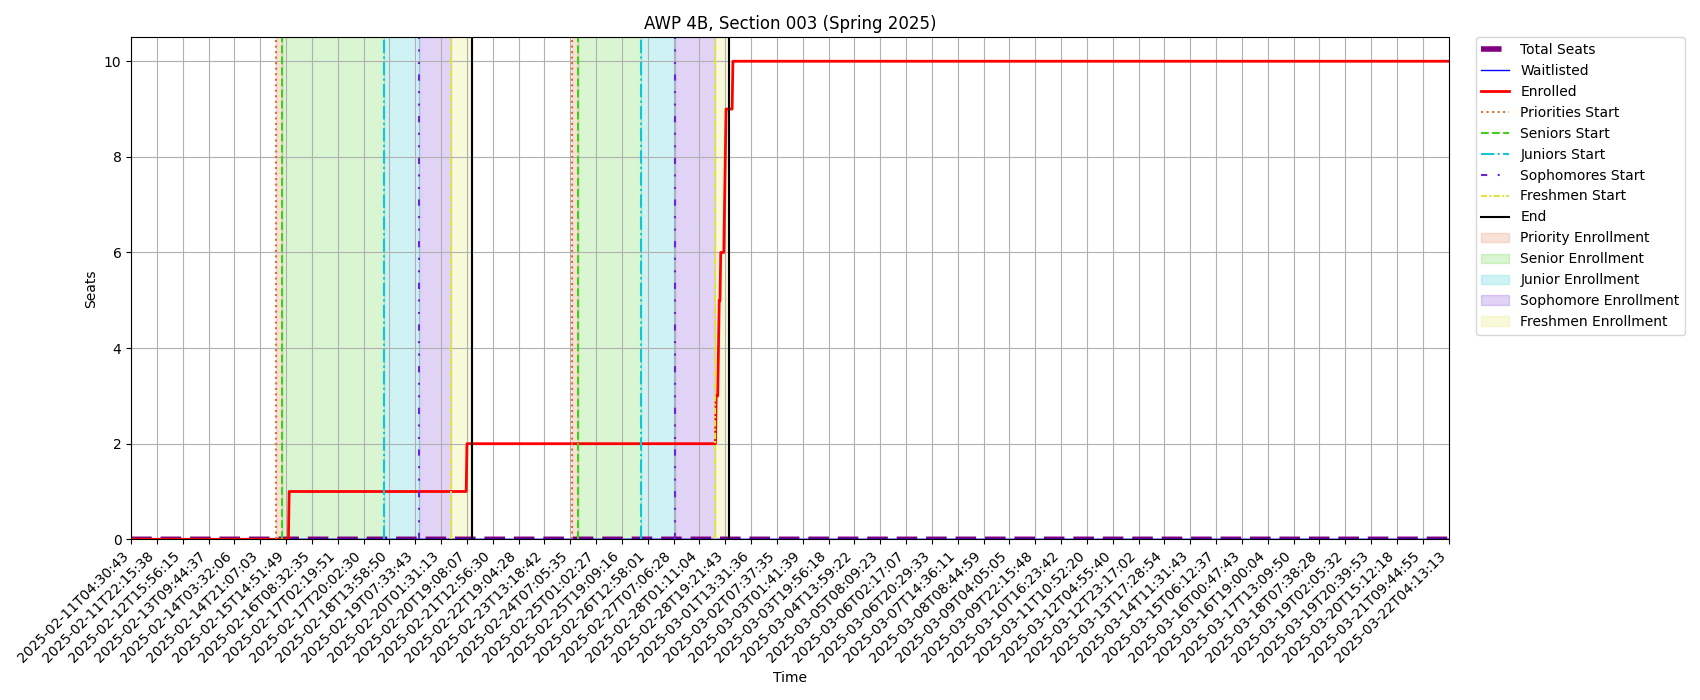 AWP 4B, Section 003 (Spring 2025)
10
8
6
4
2
0
Seats
2025-02-11T04:30:43
2025-02-11T22:15:38
2025-02-12T15:56:15
2025-02-13T09:44:37
2025-02-14T03:32:06
2025-02-14T21:07:03
2025-02-15T14:51:49
2025-02-16T08:32:35
2025-02-17T02:19:51
2025-02-17T20:02:30
2025-02-18T13:58:50
2025-02-19T07:33:43
2025-02-20T01:31:13
2025-02-20T19:08:07
2025-02-21T12:56:30
2025-02-22T19:04:28
2025-02-23T13:18:42
2025-02-24T07:05:35
2025-02-25T01:02:27
2025-02-25T19:09:16
2025-02-26T12:58:01
2025-02-27T07:06:28
2025-02-28T01:11:04
2025-02-28T19:21:43
2025-03-01T13:31:36
2025-03-02T07:37:35
2025-03-03T01:41:39
2025-03-03T19:56:18
2025-03-04T13:59:22
2025-03-05T08:09:23
2025-03-06T02:17:07
2025-03-06T20:29:33
2025-03-07T14:36:11
2025-03-08T08:44:59
2025-03-09T04:05:05
2025-03-09T22:15:48
2025-03-10T16:23:42
2025-03-11T10:52:20
2025-03-12T04:55:40
2025-03-12T23:17:02
2025-03-13T17:28:54
2025-03-14T11:31:43
2025-03-15T06:12:37
2025-03-16T00:47:43
2025-03-16T19:00:04
2025-03-17T13:09:50
2025-03-18T07:38:28
2025-03-19T02:05:32
2025-03-19T20:39:53
2025-03-20T15:12:18
2025-03-21T09:44:55
2025-03-22T04:13:13
Time
Total Seats
Waitlisted
Enrolled
Priorities Start
Seniors Start
Juniors Start
Sophomores Start
Freshmen Start
End
Priority Enrollment
Senior Enrollment
Junior Enrollment
Sophomore Enrollment
Freshmen Enrollment